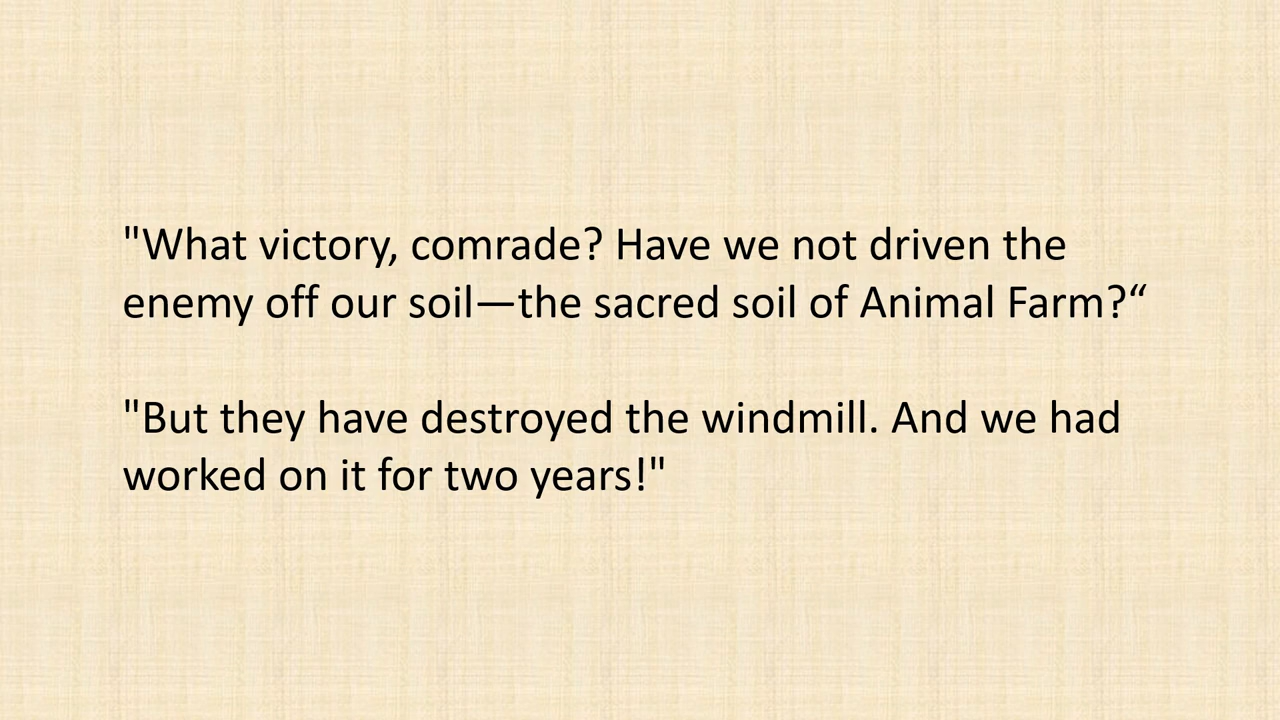 "What victory, comrade? Have we not driven the
enemy off our soil—the sacred soil of Animal Farm?“
"But they have destroyed the windmill. And we had
worked on it for two years!"